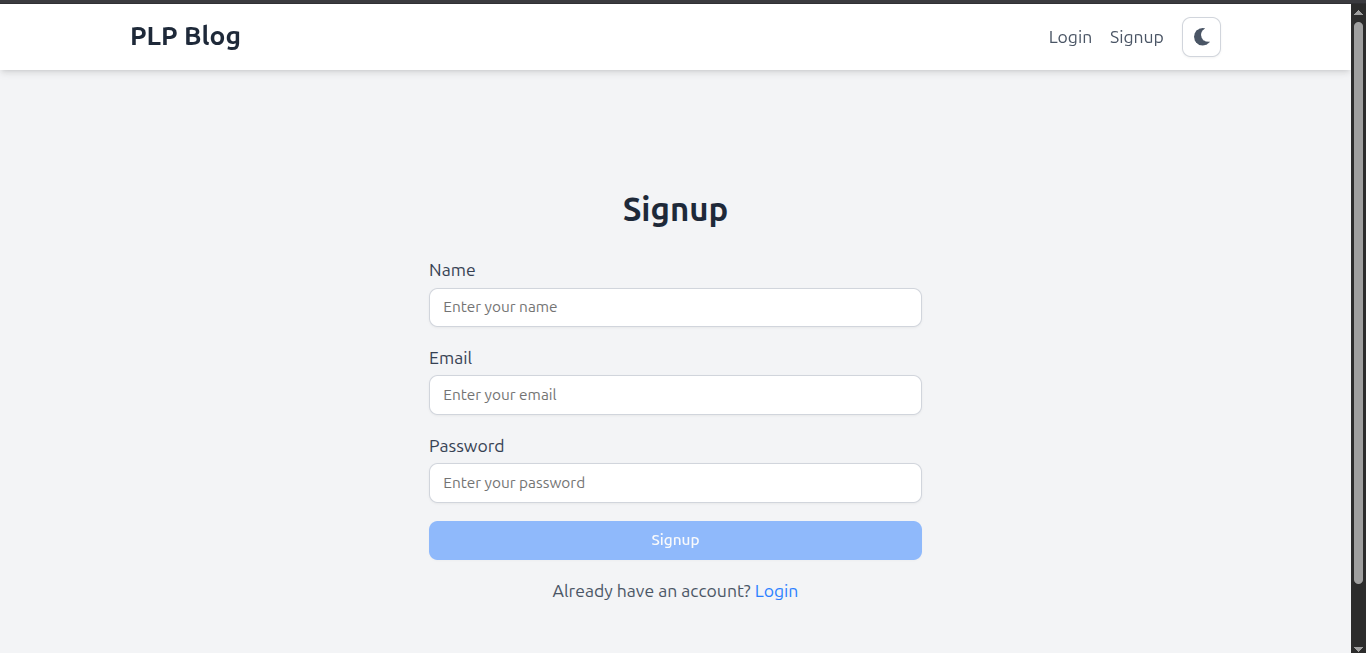 PLP Blog
Login Signup
Signup
Name
Enter your name
Email
Enter your email
Password
Enter your password
Signup
Already have an account? Login